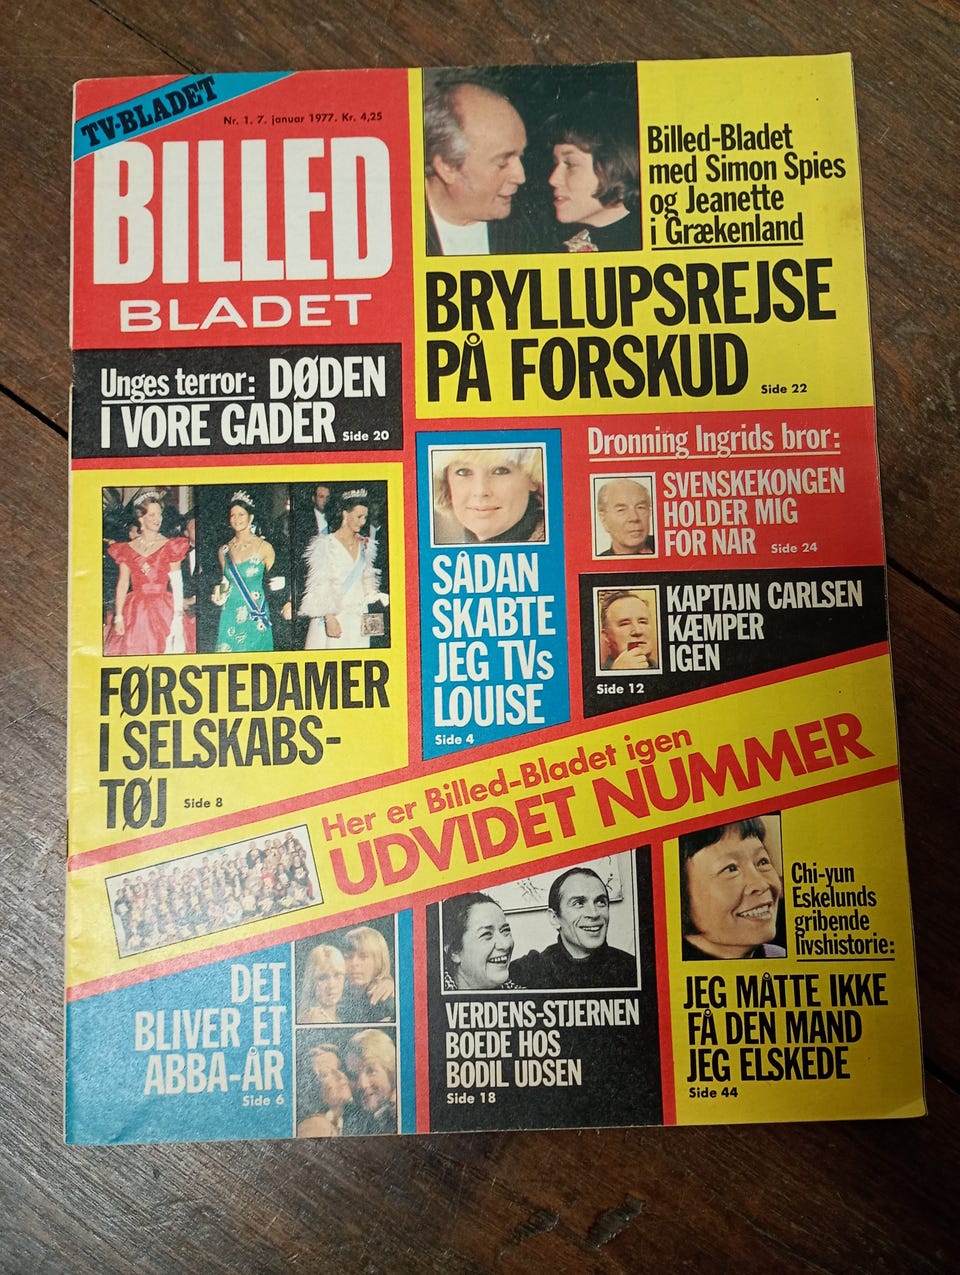 TV-BLADET
Nr. 1. 7. januar 1977. Kr. 4,25
BILLED
BLADET
Billed-Bladet
med Simon Spies
og Jeanette
i Grækenland
BRYLLUPSREJSE
PÅ FORSKUD
Side 22
Unges terror: DØDEN
I VORE GADER
Side 20
FØRSTEDAMER
I SELSKABS-
TØJ
Side 8
SÅDAN
SKABTE
JEG TVs
LOUISE
Side 4
Dronning Ingrids bror:
SVENSKEKONGEN
HOLDER MIG
FOR NAR
Side 24
KAPTAJN CARLSEN
KÆMPER
IGEN
Side 12
Her er Billed-Bladet igen
UDVIDET NUMMER
DET
BLIVER ET
ABBA-ÅR
Side 6
VERDENS-STJERNEN
BOEDE HOS
BODIL UDSEN
Side 18
Chi-yun
Eskelunds
gribende
livshistorie:
JEG MÅTTE IKKE
FÅ DEN MAND
JEG ELSKEDE
Side 44